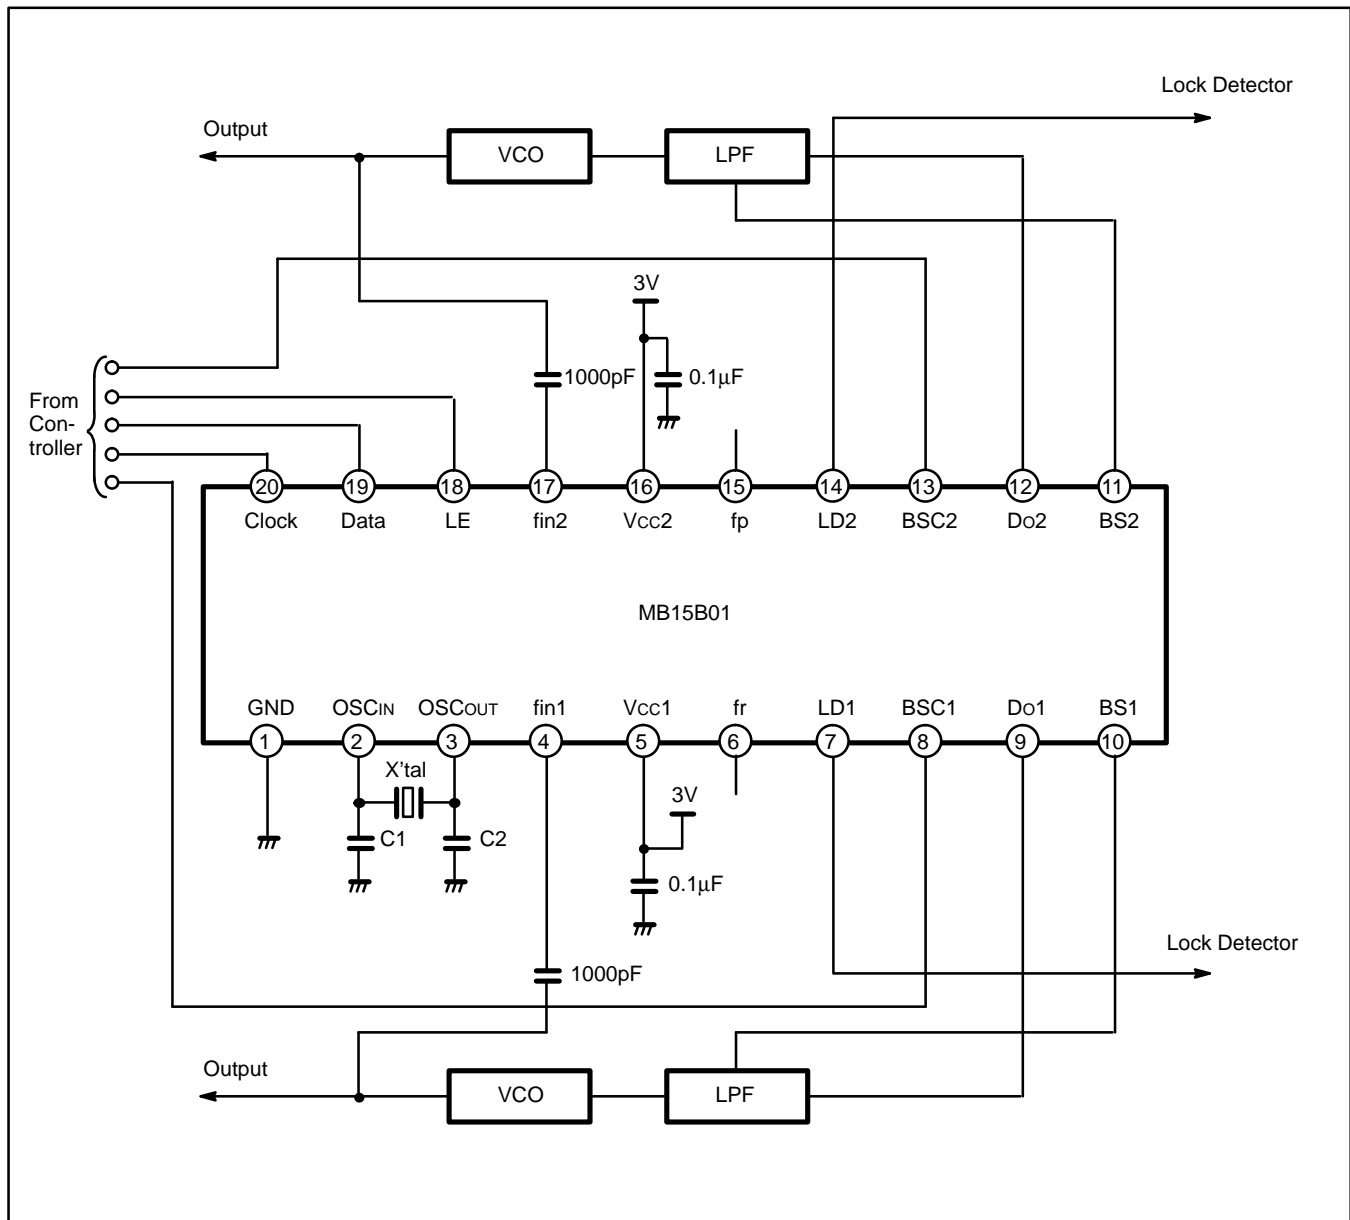 Lock Detector
Output
VCO
LPF
3V
1000pF
0.1µF
From
Con-
troller
20 19 18 17 16 15 14 13 12 11
Clock Data LE fin2 VCC2 fp LD2 BSC2 DO2 BS2
MB15B01
GND OSCIN OSCOUT fin1 VCC1 fr LD1 BSC1 DO1 BS1
1 2 3 4 5 6 7 8 9 10
X'tal
3V
C1
C2
0.1µF
Lock Detector
1000pF
Output
VCO
LPF